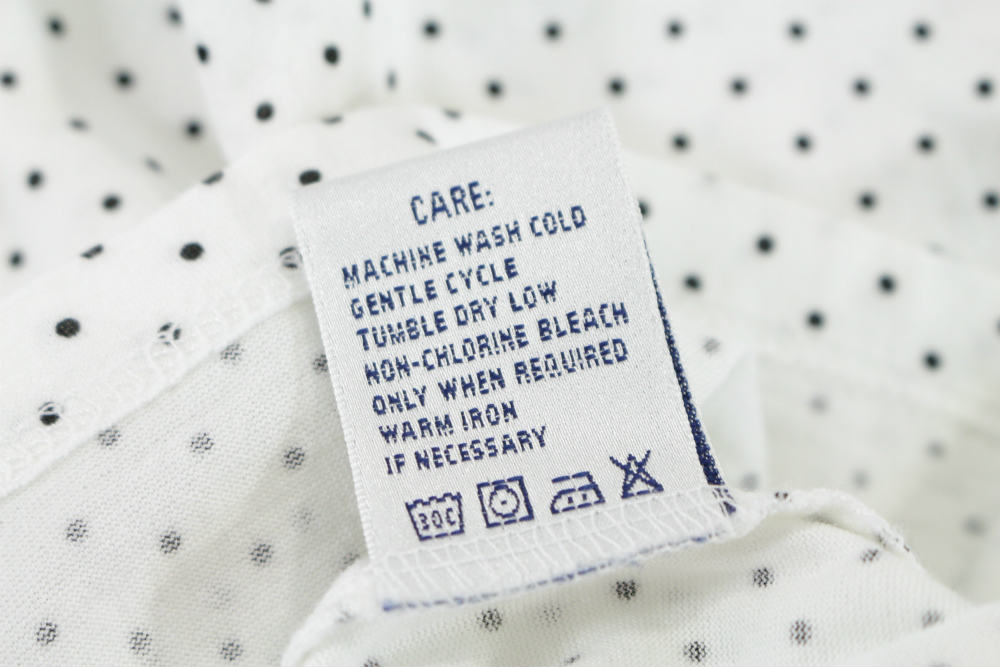 CARE:
MACHINE WASH COLD
GENTLE CYCLE
TUMBLE DRY LOW
NON-CHLORINE BLEACH
ONLY WHEN REQUIRED
WARM IRON
IF NECESSARY
30C